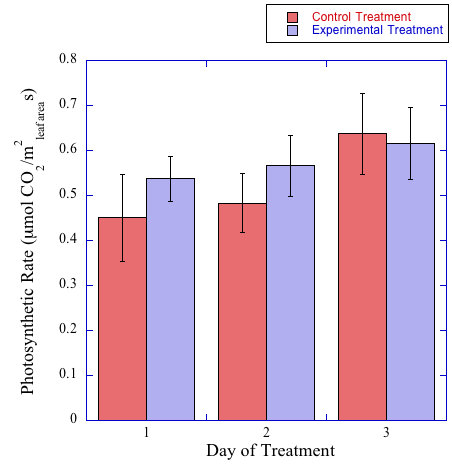 Control Treatment
Experimental Treatment
0.8
0.7
0.6
0.5
0.4
0.3
0.2
0.1
0
Photosynthetic Rate (μmol CO2/m2leaf area s)
1 2 3
Day of Treatment